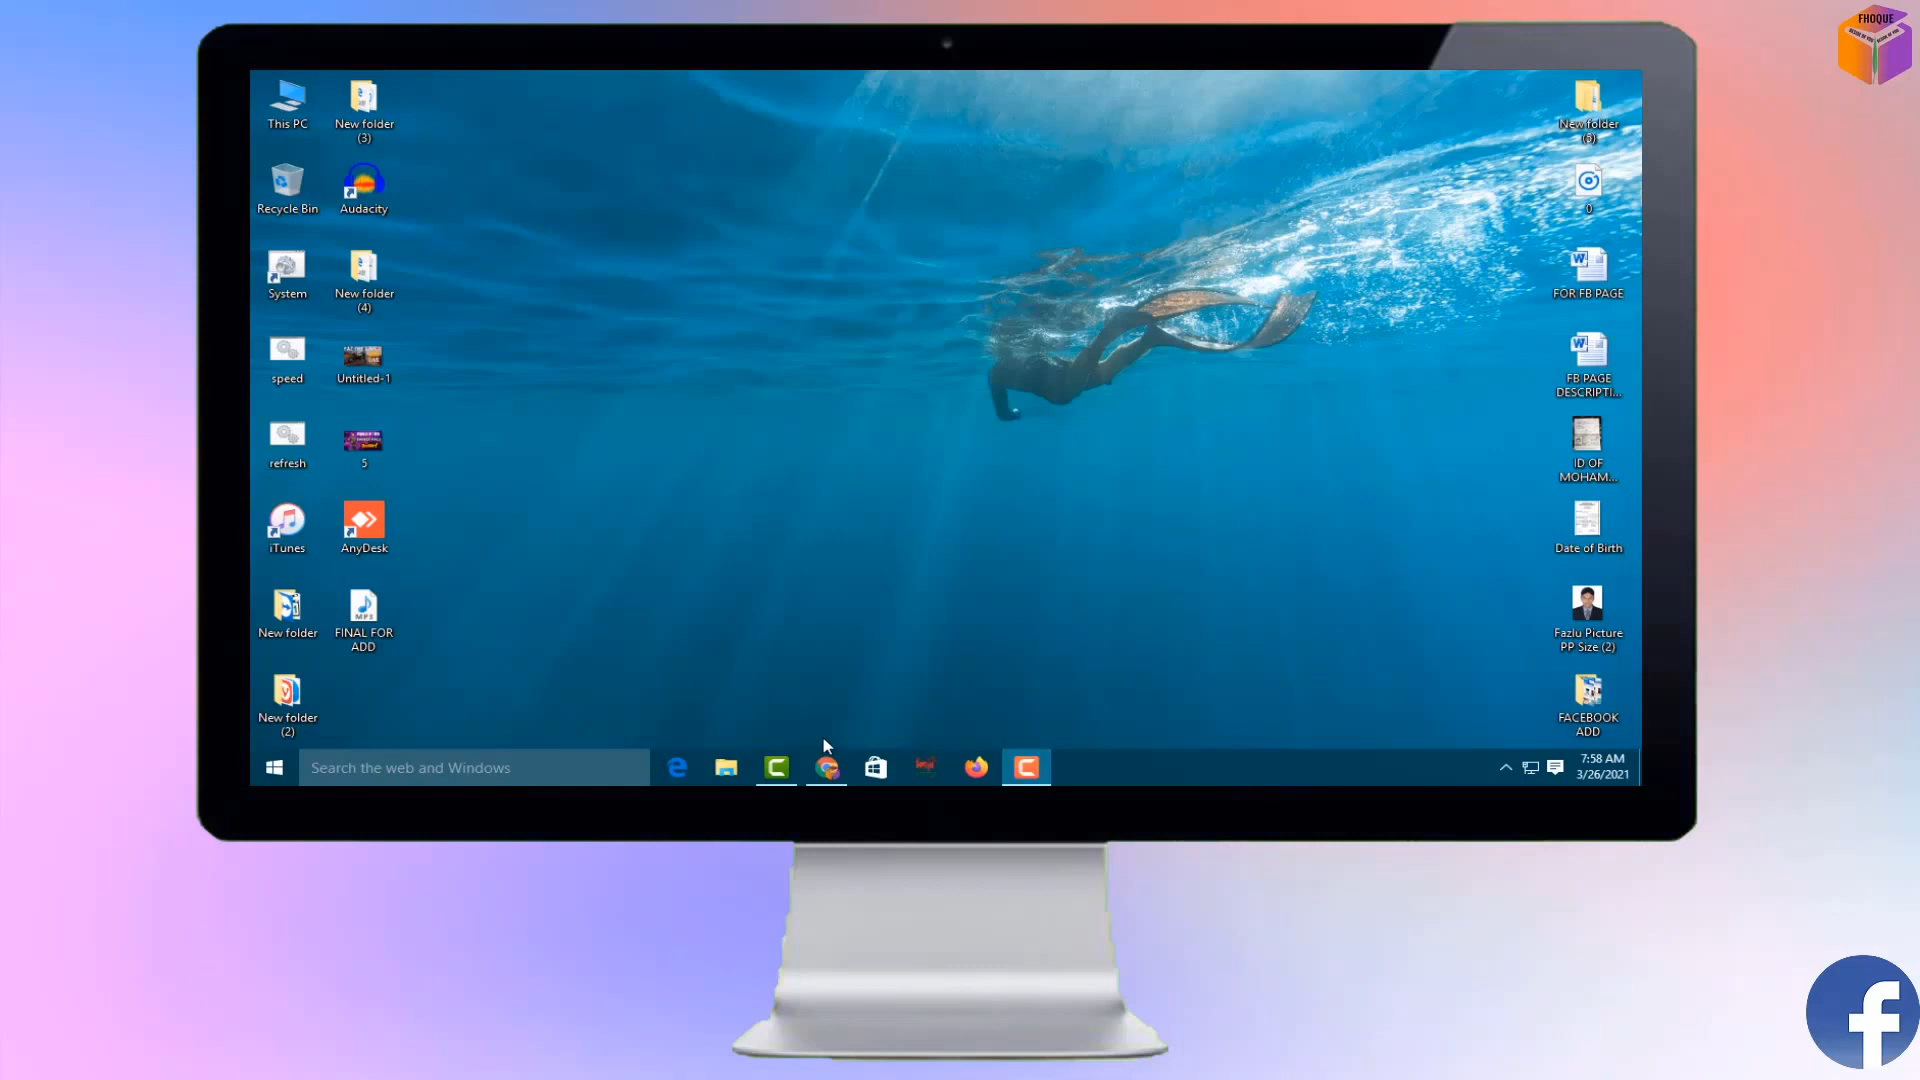 FHOQUE
This PC
New folder
(3)
Recycle Bin
Audacity
System
New folder
(4)
speed
Untitled-1
refresh
5
iTunes
AnyDesk
New folder
FINAL FOR
ADD
MP3
New folder
(2)
New folder
0
FOR FB PAGE
FB PAGE
DESCRIPTI...
ID OF
MOHAM...
Date of Birth
Fazlu Picture
PP Size (2)
FACEBOOK
ADD
Search the web and Windows
7:58 AM
3/26/2021